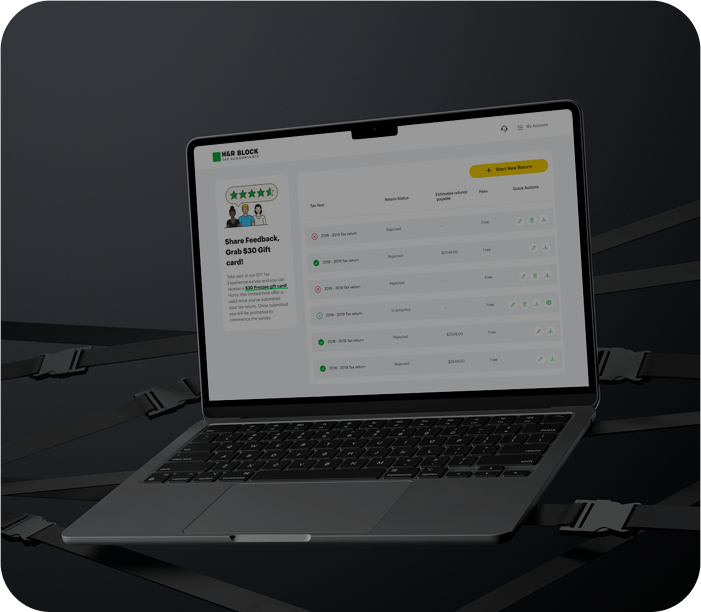 H&R BLOCK
TAX ACCOUNTANTS
My Account
Start New Return
Share Feedback,
Grab $30 Gift
card!
Take part in our DIY Tax
Experience survey and you can
receive a $30 Prezzee gift card!
Hurry, this limited time offer is
valid once you've submitted
your tax return. Once submitted
you will be prompted to
commence the survey.
Tax Year Return Status Estimated refund/ payable Fees Quick Actions
2018 - 2019 Tax return Rejected - Free
2018 - 2019 Tax return Rejected $2549.00 Free
2018 - 2019 Tax return Rejected Free
2018 - 2019 Tax return In progress Free
2018 - 2019 Tax return Rejected $2549.00 Free
2018 - 2019 Tax return Rejected $2549.00 Free